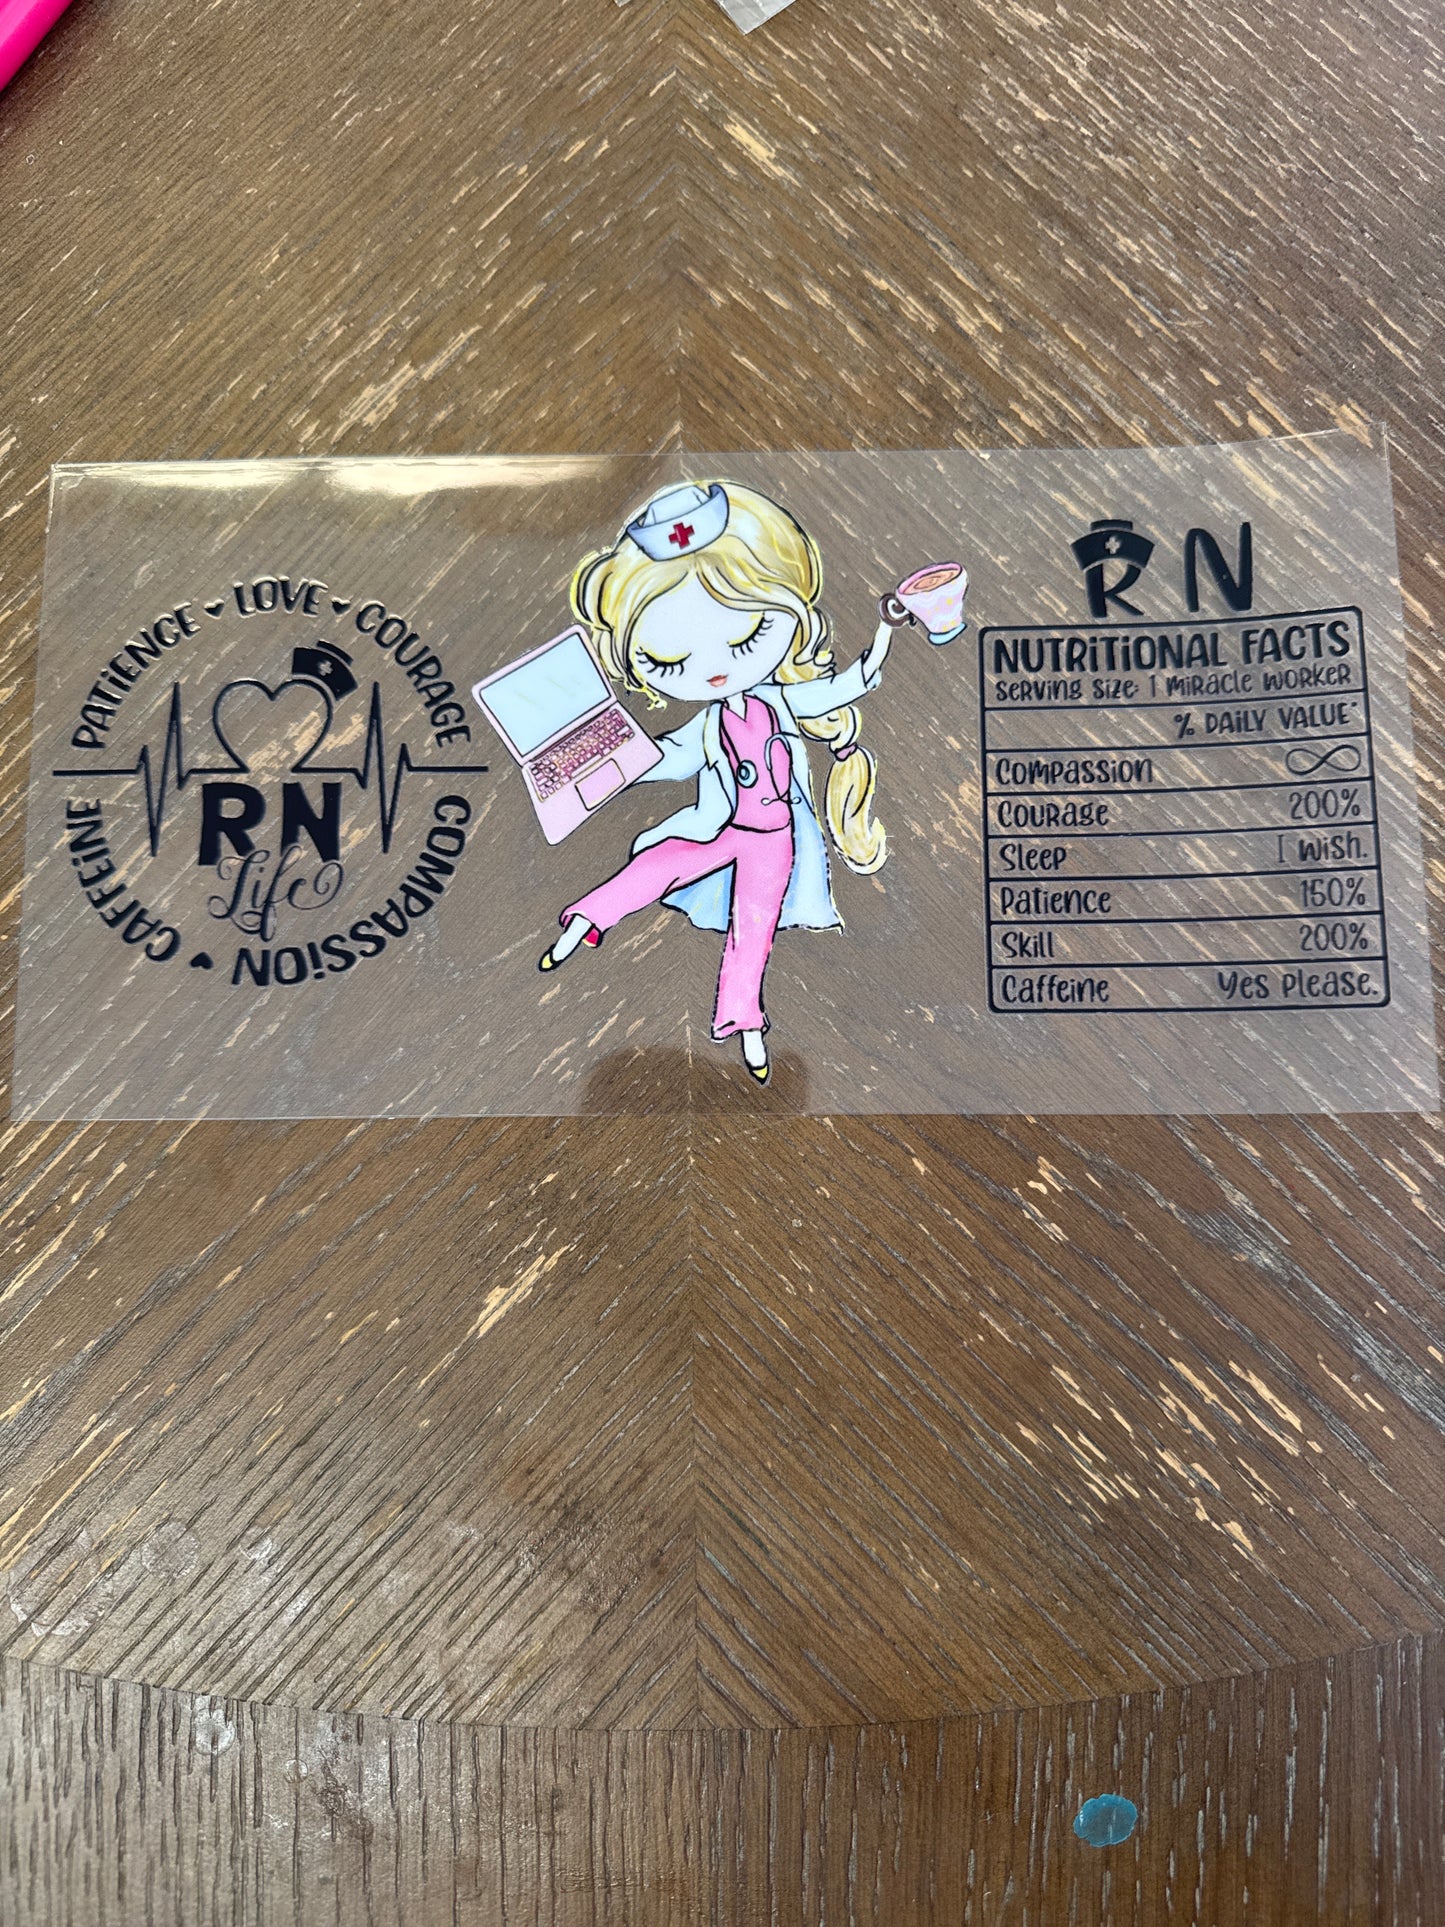 PATiENCE ♥ LOVE ♥ COURAGE
COMPASSiON ♥ CAFFEiNE
RN
Life
RN
NUTRiTiONAL FACTS
Serving Size: 1 Miracle Worker
% DAILY VALUE*
Compassion ∞
Courage 200%
Sleep I wish.
Patience 150%
Skill 200%
Caffeine Yes Please.